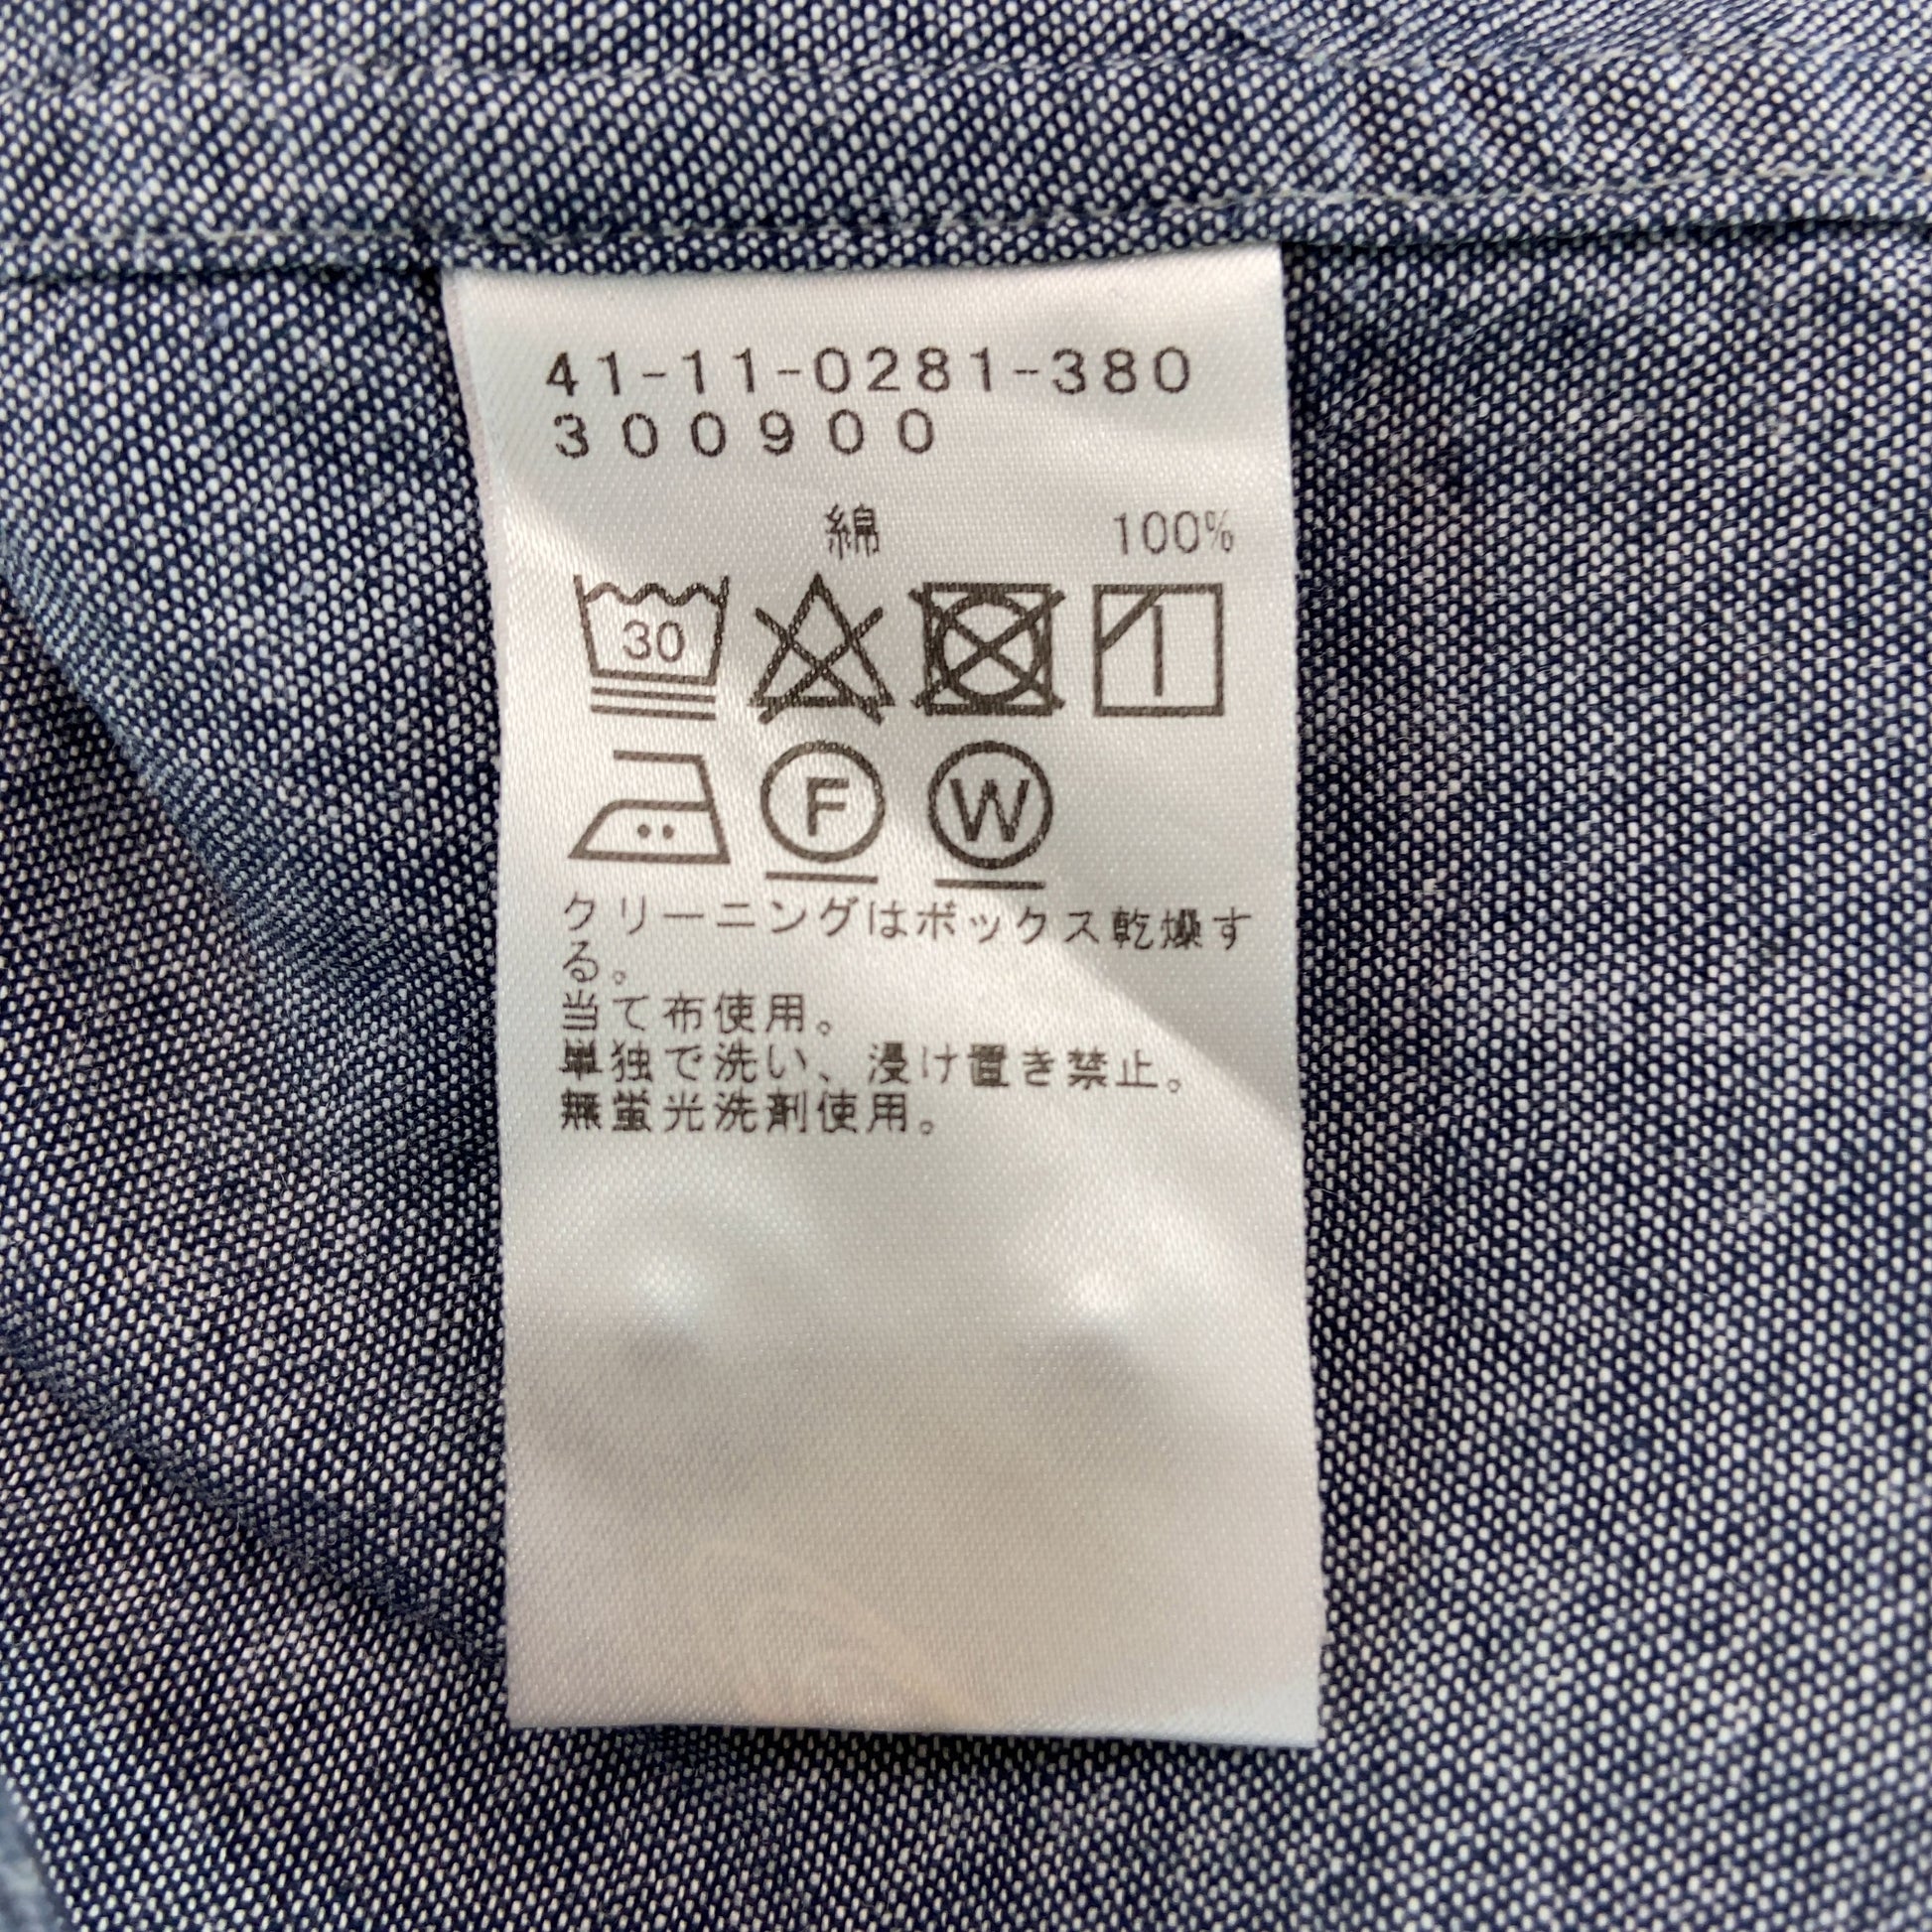 41-11-0281-380
300900
綿 100%
30
F W
クリーニングはボックス乾燥す
る。
当て布使用。
単独で洗い、浸け置き禁止。
無蛍光洗剤使用。